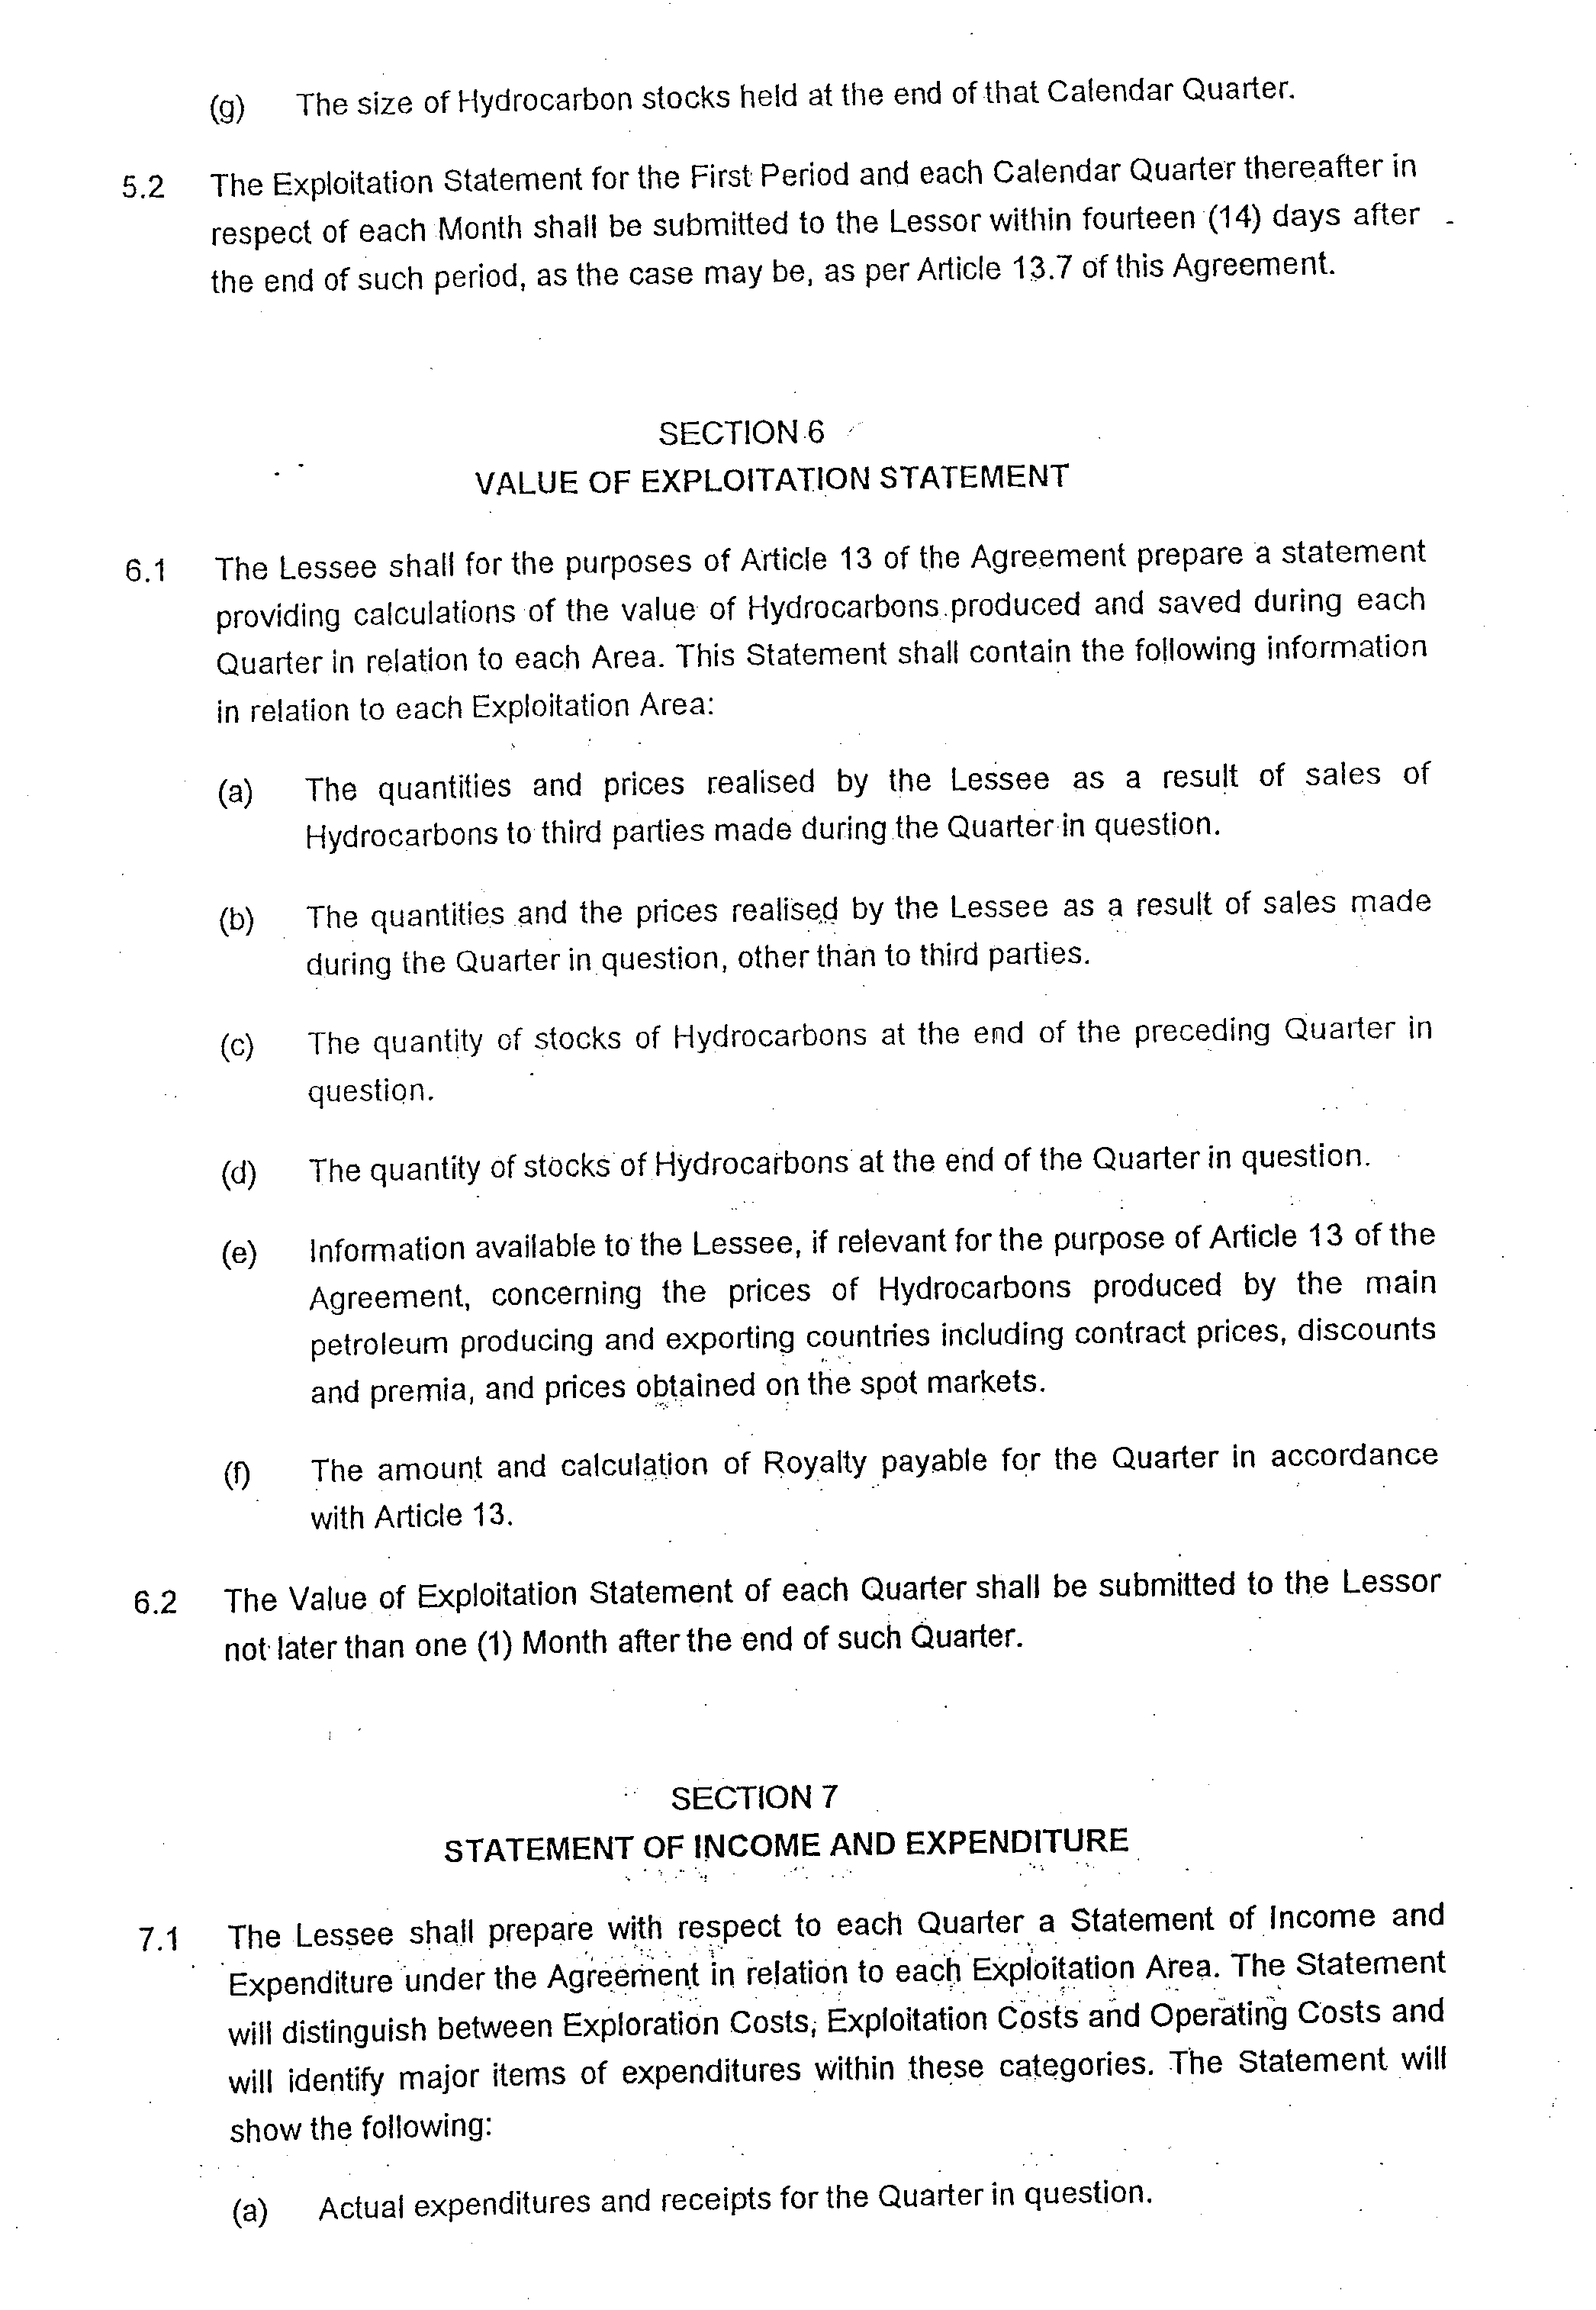 (g) The size of Hydrocarbon stocks held at the end of that Calendar Quarter.
5.2 The Exploitation Statement for the First Period and each Calendar Quarter thereafter in
respect of each Month shall be submitted to the Lessor within fourteen (14) days after
the end of such period, as the case may be, as per Article 13.7 of this Agreement.
SECTION 6
VALUE OF EXPLOITATION STATEMENT
6.1 The Lessee shall for the purposes of Article 13 of the Agreement prepare a statement
providing calculations of the value of Hydrocarbons produced and saved during each
Quarter in relation to each Area. This Statement shall contain the following information
in relation to each Exploitation Area:
(a) The quantities and prices realised by the Lessee as a result of sales of
Hydrocarbons to third parties made during the Quarter in question.
(b) The quantities and the prices realised by the Lessee as a result of sales made
during the Quarter in question, other than to third parties.
(c) The quantity of stocks of Hydrocarbons at the end of the preceding Quarter in
question.
(d) The quantity of stocks of Hydrocarbons at the end of the Quarter in question.
(e) Information available to the Lessee, if relevant for the purpose of Article 13 of the
Agreement, concerning the prices of Hydrocarbons produced by the main
petroleum producing and exporting countries including contract prices, discounts
and premia, and prices obtained on the spot markets.
(f) The amount and calculation of Royalty payable for the Quarter in accordance
with Article 13.
6.2 The Value of Exploitation Statement of each Quarter shall be submitted to the Lessor
not later than one (1) Month after the end of such Quarter.
SECTION 7
STATEMENT OF INCOME AND EXPENDITURE
7.1 The Lessee shall prepare with respect to each Quarter a Statement of Income and
Expenditure under the Agreement in relation to each Exploitation Area. The Statement
will distinguish between Exploration Costs, Exploitation Costs and Operating Costs and
will identify major items of expenditures within these categories. The Statement will
show the following:
(a) Actual expenditures and receipts for the Quarter in question.